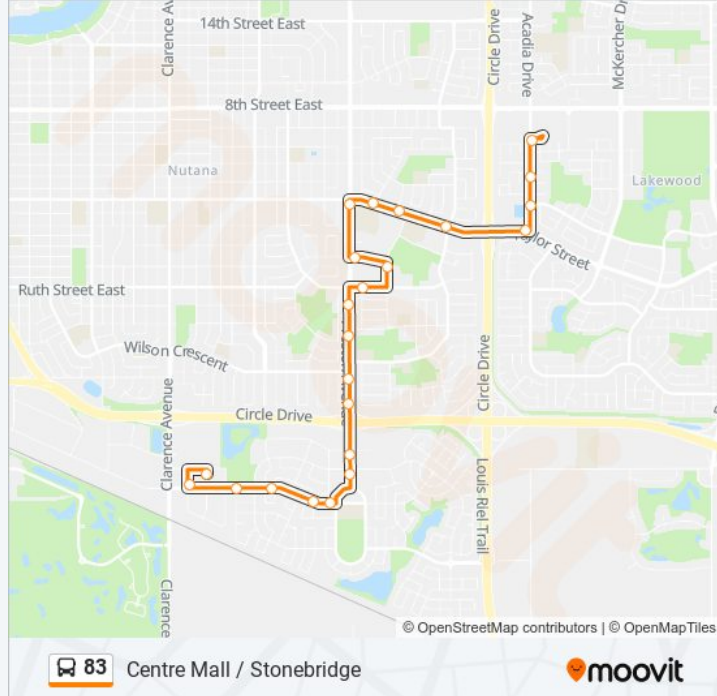 Clarence Av
14th Street East
Circle Drive
Acadia Drive
McKercher Dr
8th Street East
Nutana
Lakewood
Taylor Street
Ruth Street East
Wilson Crescent
Circle Drive
Clarence Avenue
Circle Drive
Louis Riel Trail
Clarence
© OpenStreetMap contributors | © OpenMapTiles
83 Centre Mall / Stonebridge
moovit